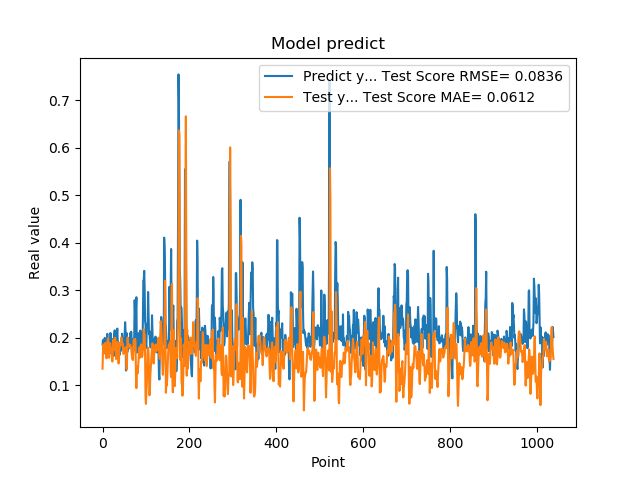 Model predict
Predict y... Test Score RMSE= 0.0836
Test y... Test Score MAE= 0.0612
Real value
0.7
0.6
0.5
0.4
0.3
0.2
0.1
0 200 400 600 800 1000
Point